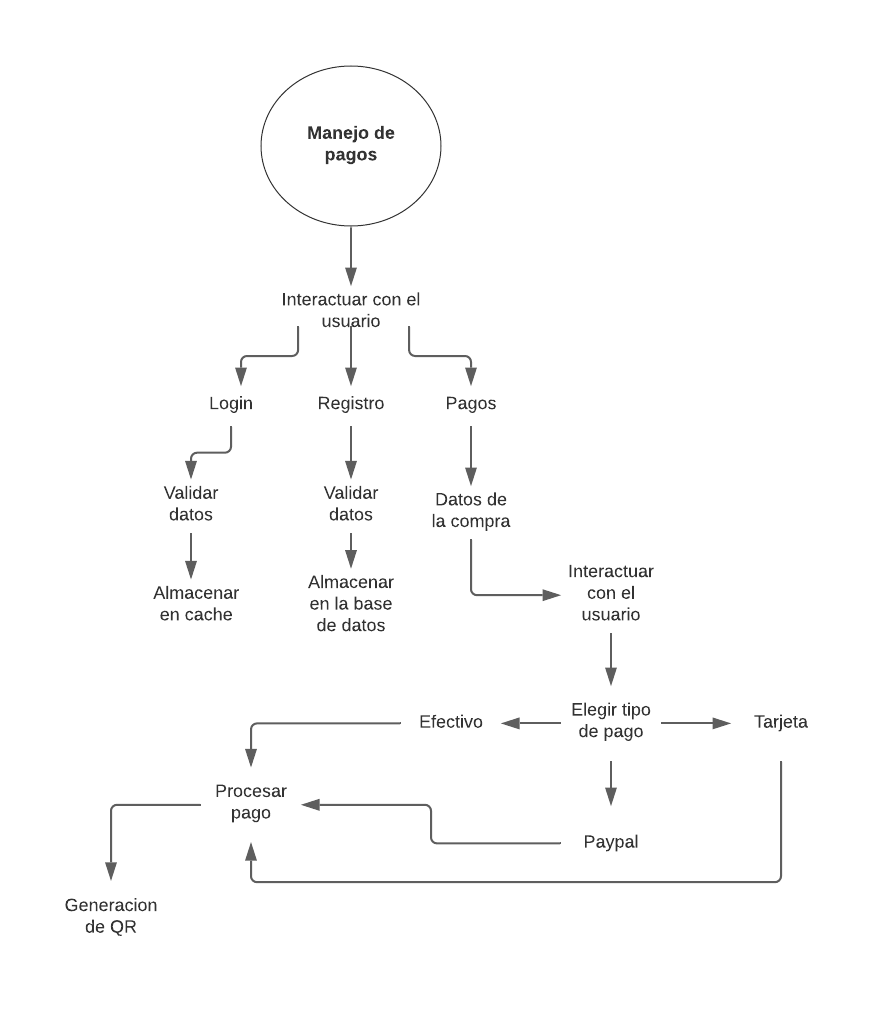 Manejo de
pagos
Interactuar con el
usuario
Login
Registro
Pagos
Validar
datos
Validar
datos
Datos de
la compra
Almacenar
en cache
Almacenar
en la base
de datos
Interactuar
con el
usuario
Efectivo
Elegir tipo
de pago
Tarjeta
Procesar
pago
Paypal
Generacion
de QR